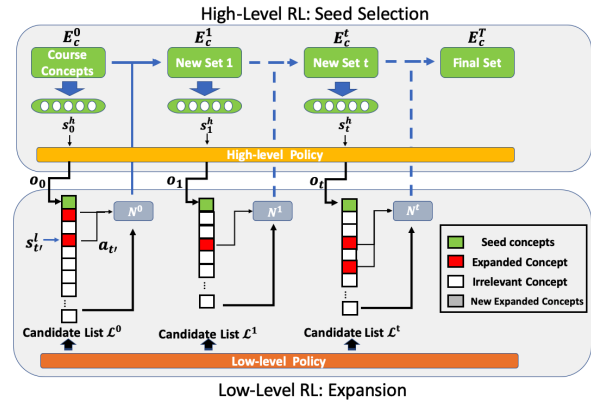 High-Level RL: Seed Selection
E_c^0 E_c^1 E_c^t E_c^T
Course
Concepts
New Set 1
New Set t
Final Set
s_0^h s_1^h s_t^h
High-level Policy
o_0 o_1 o_t
N^0 N^1 N^t
s_{t'}^l a_{t'}
Seed concepts
Expanded Concept
Irrelevant Concept
New Expanded Concepts
Candidate List ℒ^0 Candidate List ℒ^1 Candidate List ℒ^t
Low-level Policy
Low-Level RL: Expansion